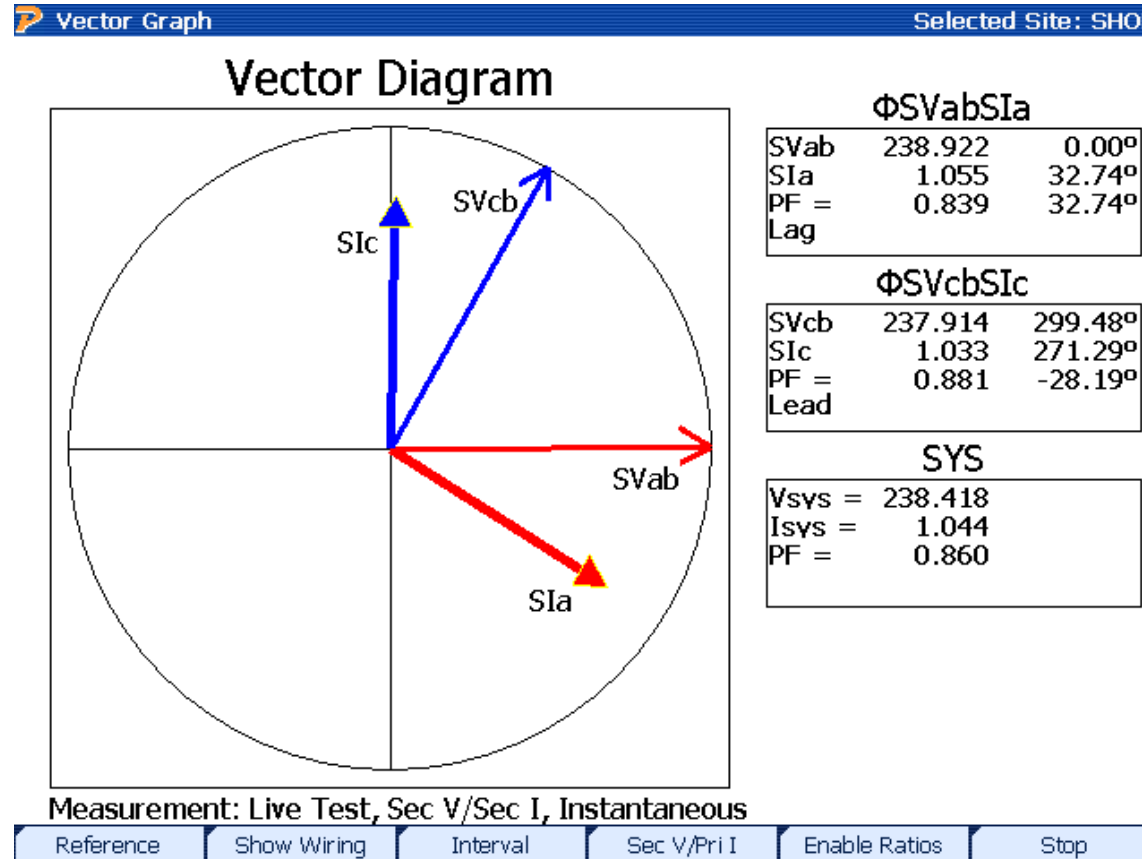 Vector Graph Selected Site: SHO
Vector Diagram
SVcb
SIc
SVab
SIa
ΦSVabSIa
SVab 238.922 0.00º
SIa 1.055 32.74º
PF = 0.839 32.74º
Lag
ΦSVcbSIc
SVcb 237.914 299.48º
SIc 1.033 271.29º
PF = 0.881 -28.19º
Lead
SYS
Vsys = 238.418
Isys = 1.044
PF = 0.860
Measurement: Live Test, Sec V/Sec I, Instantaneous
Reference Show Wiring Interval Sec V/Pri I Enable Ratios Stop